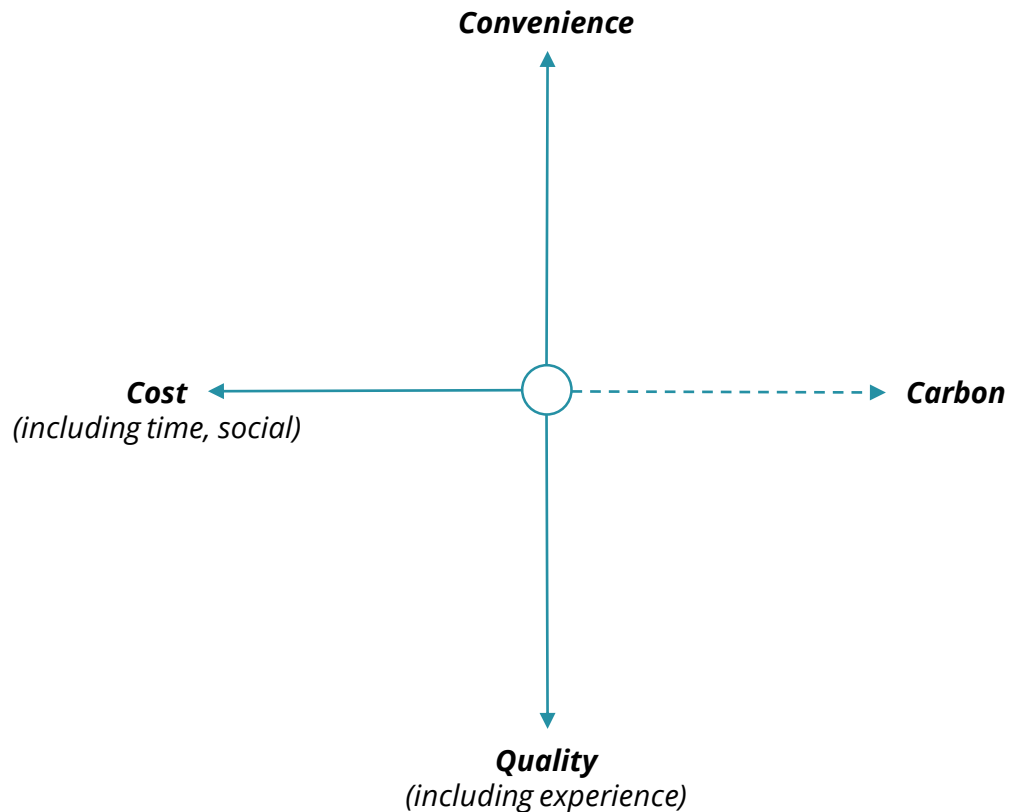 Convenience
Cost
(including time, social)
Carbon
Quality
(including experience)